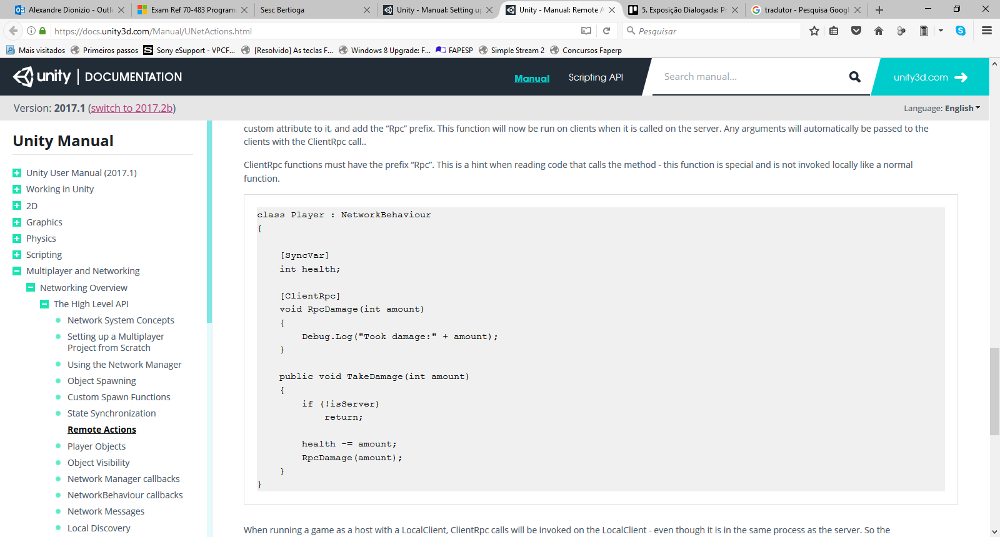 Alexandre Dionizio - Outl
Exam Ref 70-483 Program
Sesc Bertioga
Unity - Manual: Setting u
Unity - Manual: Remote A
5. Exposição Dialogada: P
tradutor - Pesquisa Googl
https://docs.unity3d.com/Manual/UNetActions.html
Pesquisar
Mais visitados
Primeiros passos
Sony eSupport - VPCF...
[Resolvido] As teclas F...
Windows 8 Upgrade: F...
FAPESP
Simple Stream 2
Concursos Faperp
unity | DOCUMENTATION
Manual
Scripting API
Search manual...
unity3d.com
Version: 2017.1 (switch to 2017.2b)
Language: English
Unity Manual
Unity User Manual (2017.1)
Working in Unity
2D
Graphics
Physics
Scripting
Multiplayer and Networking
Networking Overview
The High Level API
Network System Concepts
Setting up a Multiplayer
Project from Scratch
Using the Network Manager
Object Spawning
Custom Spawn Functions
State Synchronization
Remote Actions
Player Objects
Object Visibility
Network Manager callbacks
NetworkBehaviour callbacks
Network Messages
Local Discovery
custom attribute to it, and add the “Rpc” prefix. This function will now be run on clients when it is called on the server. Any arguments will automatically be passed to the
clients with the ClientRpc call..
ClientRpc functions must have the prefix “Rpc”. This is a hint when reading code that calls the method - this function is special and is not invoked locally like a normal
function.
class Player : NetworkBehaviour
{
[SyncVar]
int health;
[ClientRpc]
void RpcDamage(int amount)
{
Debug.Log("Took damage:" + amount);
}
public void TakeDamage(int amount)
{
if (!isServer)
return;
health -= amount;
RpcDamage(amount);
}
}
When running a game as a host with a LocalClient, ClientRpc calls will be invoked on the LocalClient - even though it is in the same process as the server. So the